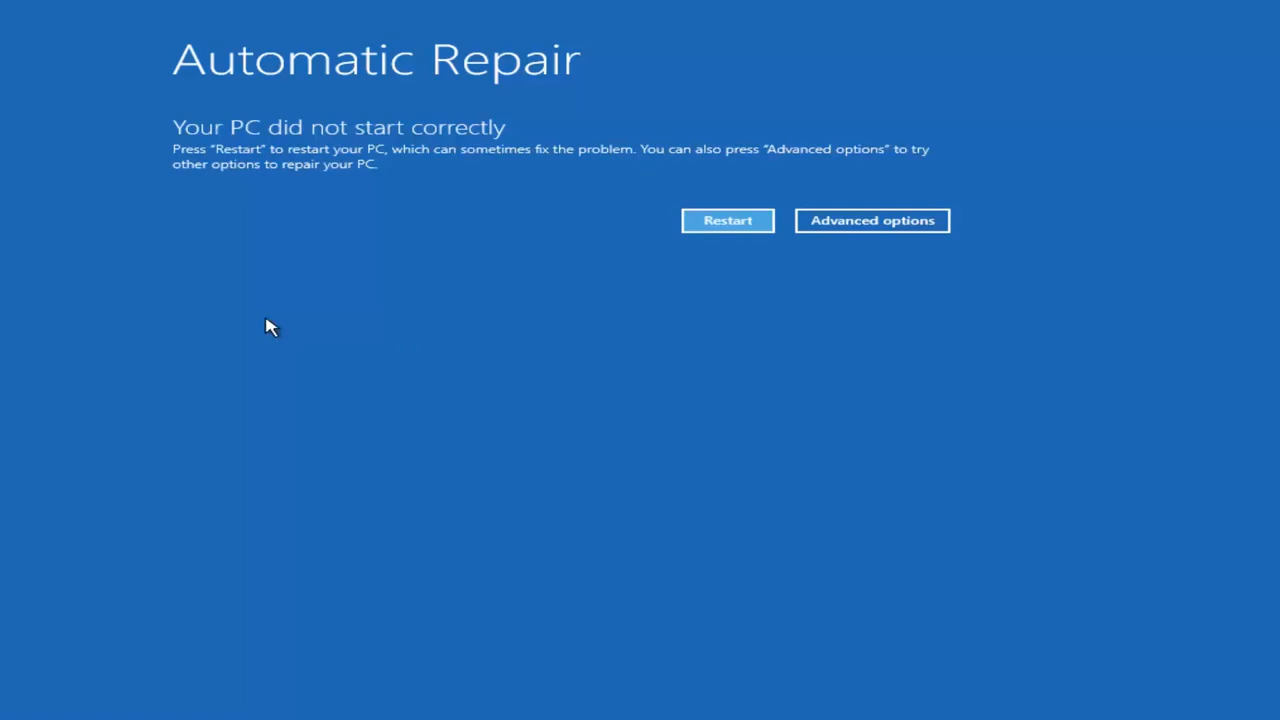 Automatic Repair
Your PC did not start correctly
Press “Restart” to restart your PC, which can sometimes fix the problem. You can also press “Advanced options” to try
other options to repair your PC.
Restart
Advanced options